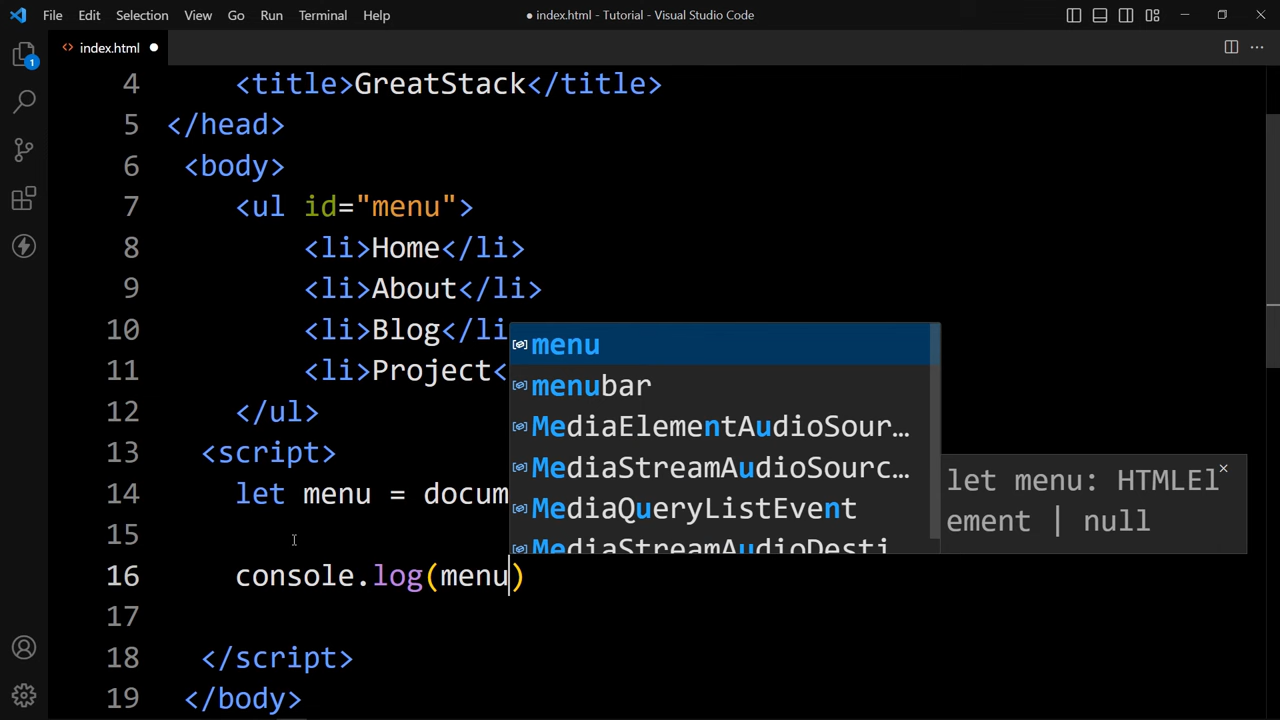 File Edit Selection View Go Run Terminal Help ● index.html - Tutorial - Visual Studio Code
<> index.html ●
4 <title>GreatStack</title>
5 </head>
6 <body>
7 <ul id="menu">
8 <li>Home</li>
9 <li>About</li>
10 <li>Blog</li
11 <li>Project<
12 </ul>
13 <script>
14 let menu = docum
15
16 console.log(menu)
17
18 </script>
19 </body>
menu
menubar
MediaElementAudioSour…
MediaStreamAudioSourc…
MediaQueryListEvent
MediaStreamAudioDesti
let menu: HTMLEl
ement | null
1